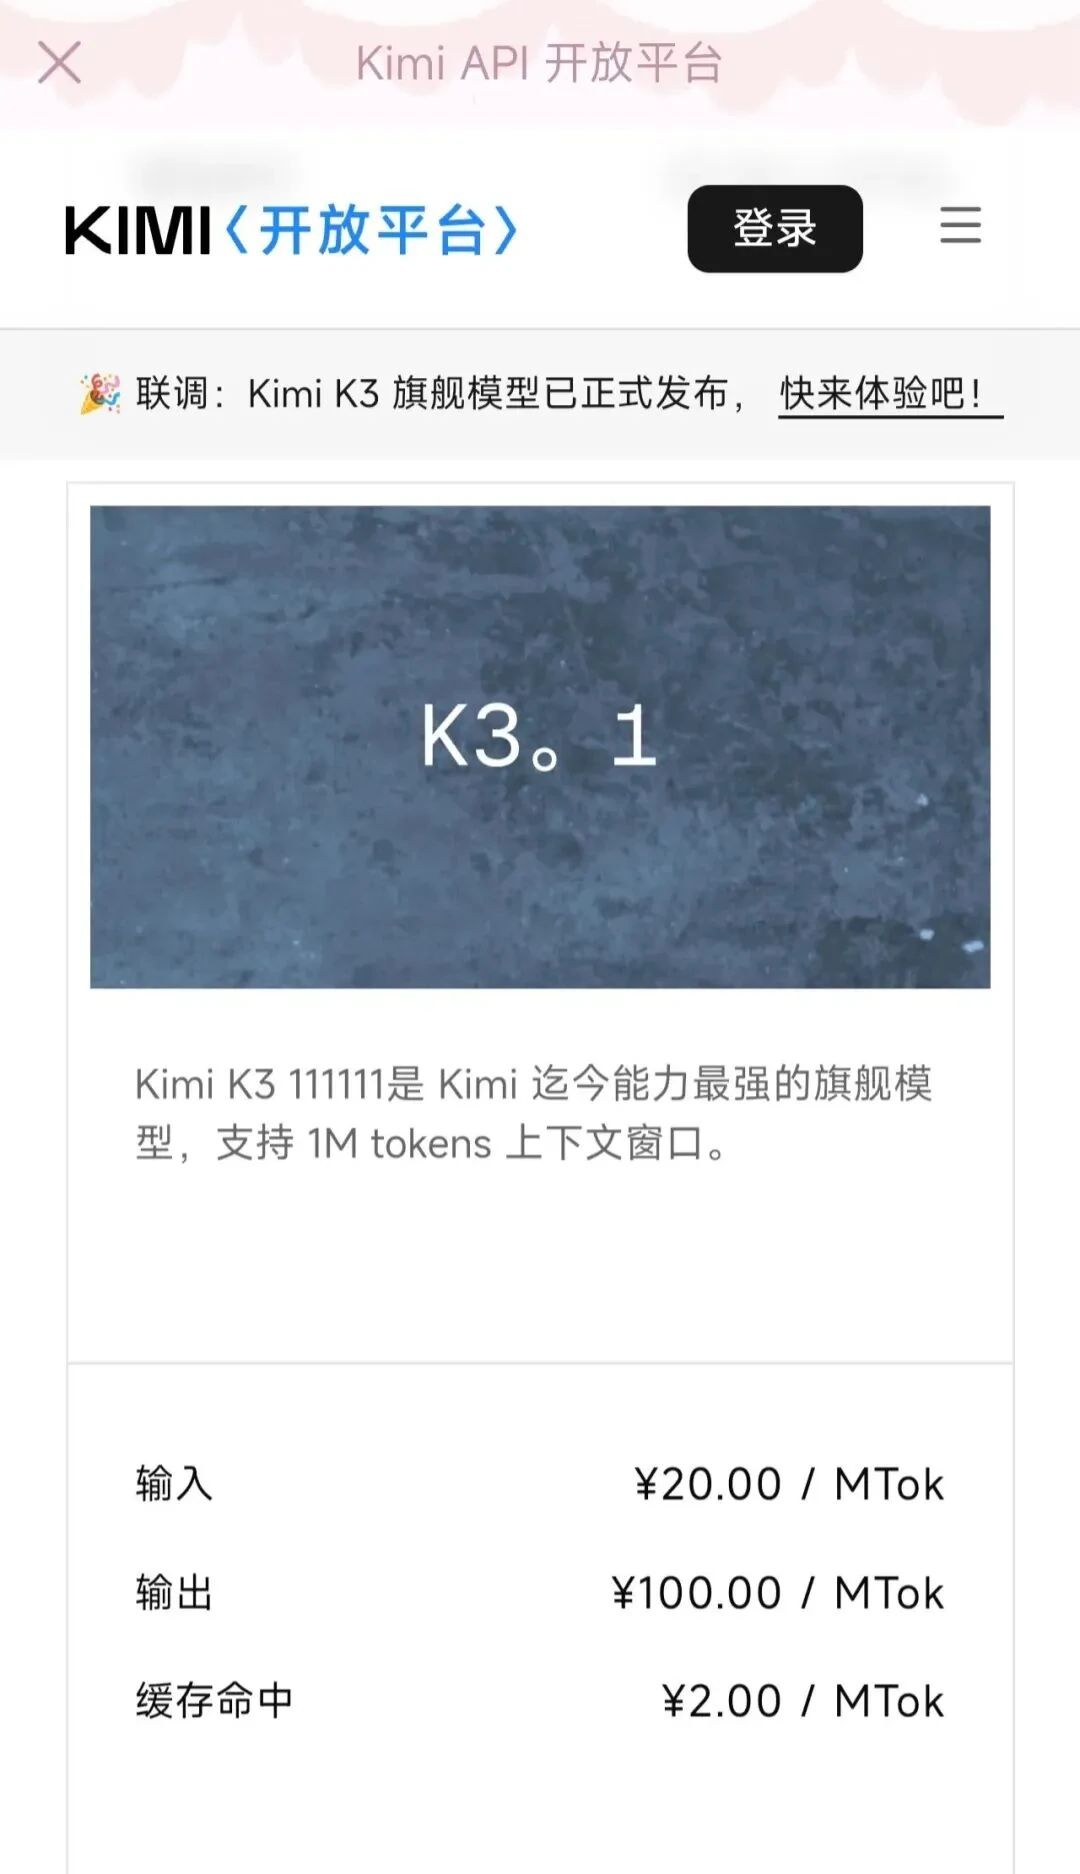 Kimi API 开放平台
KIMI〈开放平台〉
登录
🎉 联调：Kimi K3 旗舰模型已正式发布， 快来体验吧！
K3。1
Kimi K3 111111是 Kimi 迄今能力最强的旗舰模
型，支持 1M tokens 上下文窗口。
输入 ¥20.00 / MTok
输出 ¥100.00 / MTok
缓存命中 ¥2.00 / MTok